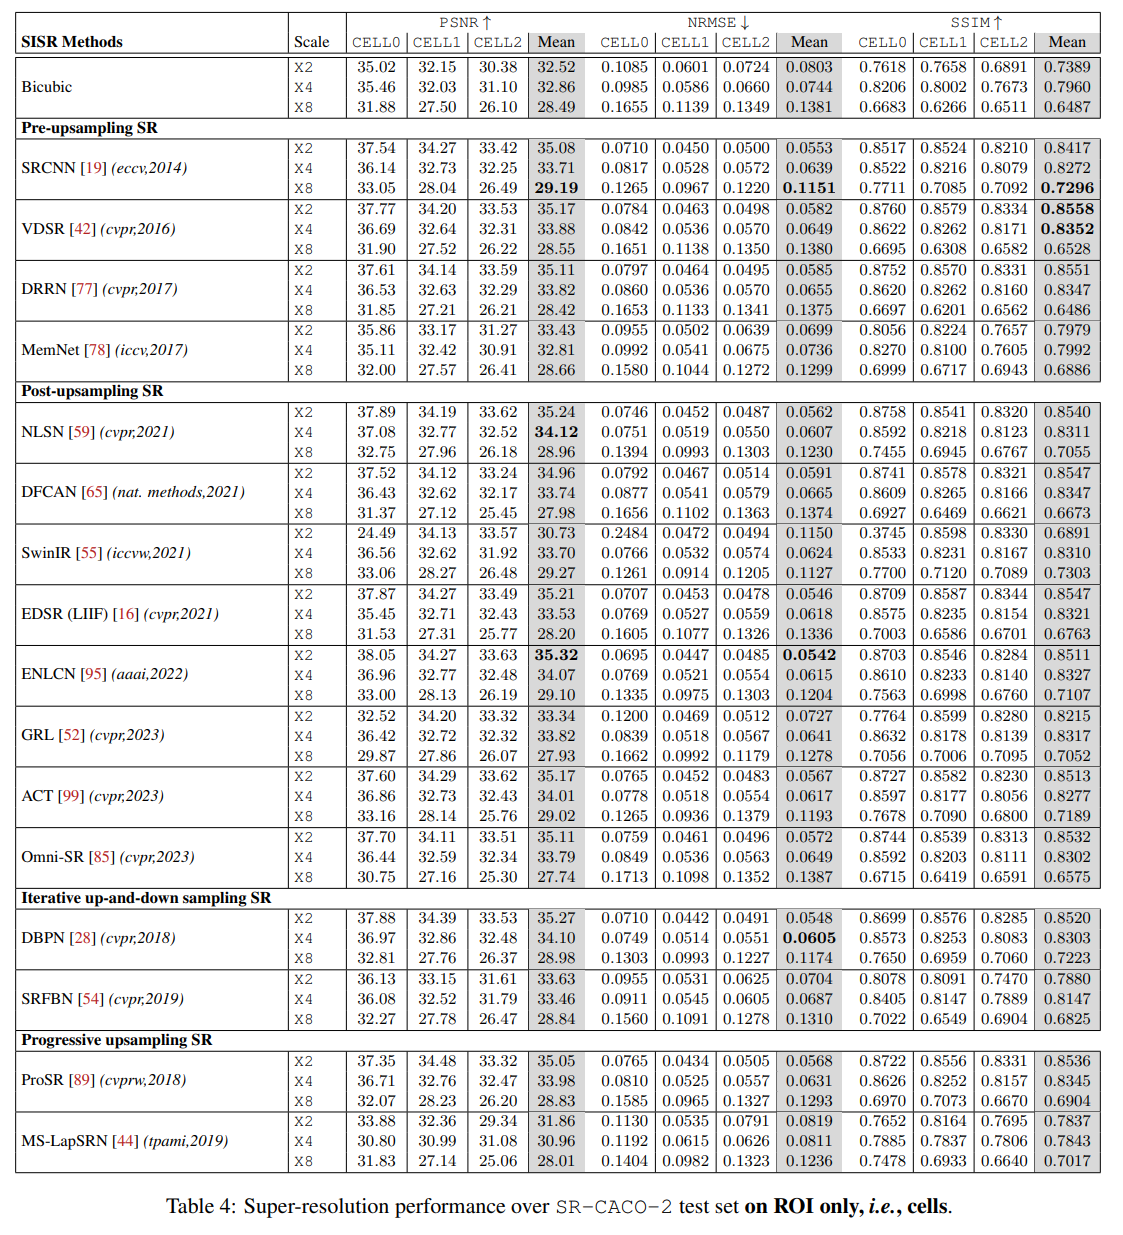 PSNR↑ NRMSE↓ SSIM↑
SISR Methods Scale CELL0 CELL1 CELL2 Mean CELL0 CELL1 CELL2 Mean CELL0 CELL1 CELL2 Mean
X2 35.02 32.15 30.38 32.52 0.1085 0.0601 0.0724 0.0803 0.7618 0.7658 0.6891 0.7389
Bicubic X4 35.46 32.03 31.10 32.86 0.0985 0.0586 0.0660 0.0744 0.8206 0.8002 0.7673 0.7960
X8 31.88 27.50 26.10 28.49 0.1655 0.1139 0.1349 0.1381 0.6683 0.6266 0.6511 0.6487
Pre-upsampling SR
X2 37.54 34.27 33.42 35.08 0.0710 0.0450 0.0500 0.0553 0.8517 0.8524 0.8210 0.8417
SRCNN [19] (eccv,2014) X4 36.14 32.73 32.25 33.71 0.0817 0.0528 0.0572 0.0639 0.8522 0.8216 0.8079 0.8272
X8 33.05 28.04 26.49 29.19 0.1265 0.0967 0.1220 0.1151 0.7711 0.7085 0.7092 0.7296
X2 37.77 34.20 33.53 35.17 0.0784 0.0463 0.0498 0.0582 0.8760 0.8579 0.8334 0.8558
VDSR [42] (cvpr,2016) X4 36.69 32.64 32.31 33.88 0.0842 0.0536 0.0570 0.0649 0.8622 0.8262 0.8171 0.8352
X8 31.90 27.52 26.22 28.55 0.1651 0.1138 0.1350 0.1380 0.6695 0.6308 0.6582 0.6528
X2 37.61 34.14 33.59 35.11 0.0797 0.0464 0.0495 0.0585 0.8752 0.8570 0.8331 0.8551
DRRN [77] (cvpr,2017) X4 36.53 32.63 32.29 33.82 0.0860 0.0536 0.0570 0.0655 0.8620 0.8262 0.8160 0.8347
X8 31.85 27.21 26.21 28.42 0.1653 0.1133 0.1341 0.1375 0.6697 0.6201 0.6562 0.6486
X2 35.86 33.17 31.27 33.43 0.0955 0.0502 0.0639 0.0699 0.8056 0.8224 0.7657 0.7979
MemNet [78] (iccv,2017) X4 35.11 32.42 30.91 32.81 0.0992 0.0541 0.0675 0.0736 0.8270 0.8100 0.7605 0.7992
X8 32.00 27.57 26.41 28.66 0.1580 0.1044 0.1272 0.1299 0.6999 0.6717 0.6943 0.6886
Post-upsampling SR
X2 37.89 34.19 33.62 35.24 0.0746 0.0452 0.0487 0.0562 0.8758 0.8541 0.8320 0.8540
NLSN [59] (cvpr,2021) X4 37.08 32.77 32.52 34.12 0.0751 0.0519 0.0550 0.0607 0.8592 0.8218 0.8123 0.8311
X8 32.75 27.96 26.18 28.96 0.1394 0.0993 0.1303 0.1230 0.7455 0.6945 0.6767 0.7055
X2 37.52 34.12 33.24 34.96 0.0792 0.0467 0.0514 0.0591 0.8741 0.8578 0.8321 0.8547
DFCAN [65] (nat. methods,2021) X4 36.43 32.62 32.17 33.74 0.0877 0.0541 0.0579 0.0665 0.8609 0.8265 0.8166 0.8347
X8 31.37 27.12 25.45 27.98 0.1656 0.1102 0.1363 0.1374 0.6927 0.6469 0.6621 0.6673
X2 24.49 34.13 33.57 30.73 0.2484 0.0472 0.0494 0.1150 0.3745 0.8598 0.8330 0.6891
SwinIR [55] (iccvw,2021) X4 36.56 32.62 31.92 33.70 0.0766 0.0532 0.0574 0.0624 0.8533 0.8231 0.8167 0.8310
X8 33.06 28.27 26.48 29.27 0.1261 0.0914 0.1205 0.1127 0.7700 0.7120 0.7089 0.7303
X2 37.87 34.27 33.49 35.21 0.0707 0.0453 0.0478 0.0546 0.8709 0.8587 0.8344 0.8547
EDSR (LIIF) [16] (cvpr,2021) X4 35.45 32.71 32.43 33.53 0.0769 0.0527 0.0559 0.0618 0.8575 0.8235 0.8154 0.8321
X8 31.53 27.31 25.77 28.20 0.1605 0.1077 0.1326 0.1336 0.7003 0.6586 0.6701 0.6763
X2 38.05 34.27 33.63 35.32 0.0695 0.0447 0.0485 0.0542 0.8703 0.8546 0.8284 0.8511
ENLCN [95] (aaai,2022) X4 36.96 32.77 32.48 34.07 0.0769 0.0521 0.0554 0.0615 0.8610 0.8233 0.8140 0.8327
X8 33.00 28.13 26.19 29.10 0.1335 0.0975 0.1303 0.1204 0.7563 0.6998 0.6760 0.7107
X2 32.52 34.20 33.32 33.34 0.1200 0.0469 0.0512 0.0727 0.7764 0.8599 0.8280 0.8215
GRL [52] (cvpr,2023) X4 36.42 32.72 32.32 33.82 0.0839 0.0518 0.0567 0.0641 0.8632 0.8178 0.8139 0.8317
X8 29.87 27.86 26.07 27.93 0.1662 0.0992 0.1179 0.1278 0.7056 0.7006 0.7095 0.7052
X2 37.60 34.29 33.62 35.17 0.0765 0.0452 0.0483 0.0567 0.8727 0.8582 0.8230 0.8513
ACT [99] (cvpr,2023) X4 36.86 32.73 32.43 34.01 0.0778 0.0518 0.0554 0.0617 0.8597 0.8177 0.8056 0.8277
X8 33.16 28.14 25.76 29.02 0.1265 0.0936 0.1379 0.1193 0.7678 0.7090 0.6800 0.7189
X2 37.70 34.11 33.51 35.11 0.0759 0.0461 0.0496 0.0572 0.8744 0.8539 0.8313 0.8532
Omni-SR [85] (cvpr,2023) X4 36.44 32.59 32.34 33.79 0.0849 0.0536 0.0563 0.0649 0.8592 0.8203 0.8111 0.8302
X8 30.75 27.16 25.30 27.74 0.1713 0.1098 0.1352 0.1387 0.6715 0.6419 0.6591 0.6575
Iterative up-and-down sampling SR
X2 37.88 34.39 33.53 35.27 0.0710 0.0442 0.0491 0.0548 0.8699 0.8576 0.8285 0.8520
DBPN [28] (cvpr,2018) X4 36.97 32.86 32.48 34.10 0.0749 0.0514 0.0551 0.0605 0.8573 0.8253 0.8083 0.8303
X8 32.81 27.76 26.37 28.98 0.1303 0.0993 0.1227 0.1174 0.7650 0.6959 0.7060 0.7223
X2 36.13 33.15 31.61 33.63 0.0955 0.0531 0.0625 0.0704 0.8078 0.8091 0.7470 0.7880
SRFBN [54] (cvpr,2019) X4 36.08 32.52 31.79 33.46 0.0911 0.0545 0.0605 0.0687 0.8405 0.8147 0.7889 0.8147
X8 32.27 27.78 26.47 28.84 0.1560 0.1091 0.1278 0.1310 0.7022 0.6549 0.6904 0.6825
Progressive upsampling SR
X2 37.35 34.48 33.32 35.05 0.0765 0.0434 0.0505 0.0568 0.8722 0.8556 0.8331 0.8536
ProSR [89] (cvprw,2018) X4 36.71 32.76 32.47 33.98 0.0810 0.0525 0.0557 0.0631 0.8626 0.8252 0.8157 0.8345
X8 32.07 28.23 26.20 28.83 0.1585 0.0965 0.1327 0.1293 0.6970 0.7073 0.6670 0.6904
X2 33.88 32.36 29.34 31.86 0.1130 0.0535 0.0791 0.0819 0.7652 0.8164 0.7695 0.7837
MS-LapSRN [44] (tpami,2019) X4 30.80 30.99 31.08 30.96 0.1192 0.0615 0.0626 0.0811 0.7885 0.7837 0.7806 0.7843
X8 31.83 27.14 25.06 28.01 0.1404 0.0982 0.1323 0.1236 0.7478 0.6933 0.6640 0.7017
Table 4: Super-resolution performance over SR-CACO-2 test set on ROI only, i.e., cells.